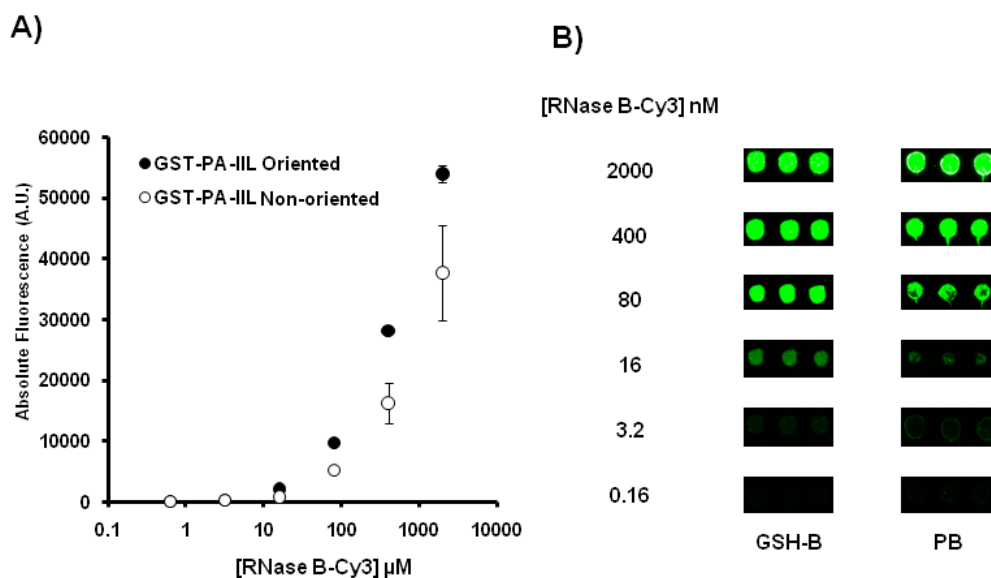 A)
60000
50000
40000
30000
20000
10000
0
Absolute Fluorescence (A.U.)
GST-PA-IIL Oriented
GST-PA-IIL Non-oriented
0.1
1
10
100
1000
10000
[RNase B-Cy3] µM
B)
[RNase B-Cy3] nM
2000
400
80
16
3.2
0.16
GSH-B
PB